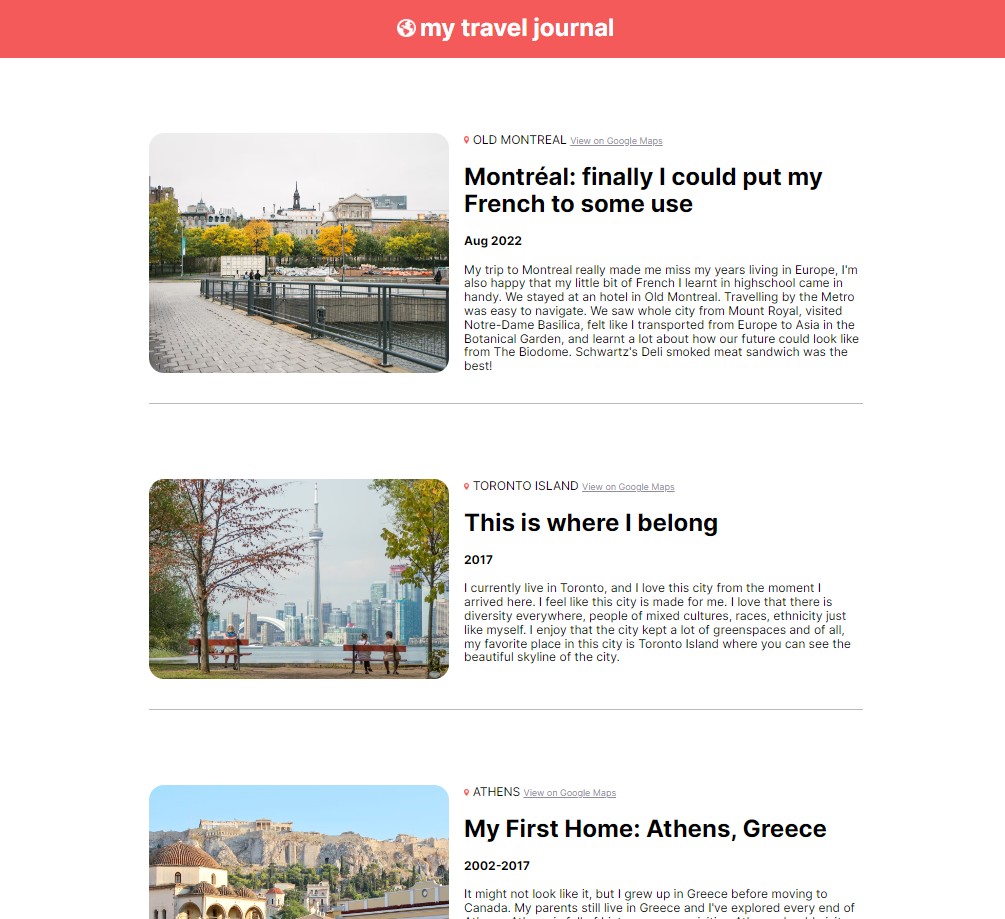 my travel journal
OLD MONTREAL View on Google Maps
Montréal: finally I could put my
French to some use
Aug 2022
My trip to Montreal really made me miss my years living in Europe, I'm
also happy that my little bit of French I learnt in highschool came in
handy. We stayed at an hotel in Old Montreal. Travelling by the Metro
was easy to navigate. We saw whole city from Mount Royal, visited
Notre-Dame Basilica, felt like I transported from Europe to Asia in the
Botanical Garden, and learnt a lot about how our future could look like
from The Biodome. Schwartz's Deli smoked meat sandwich was the
best!
TORONTO ISLAND View on Google Maps
This is where I belong
2017
I currently live in Toronto, and I love this city from the moment I
arrived here. I feel like this city is made for me. I love that there is
diversity everywhere, people of mixed cultures, races, ethnicity just
like myself. I enjoy that the city kept a lot of greenspaces and of all,
my favorite place in this city is Toronto Island where you can see the
beautiful skyline of the city.
ATHENS View on Google Maps
My First Home: Athens, Greece
2002-2017
It might not look like it, but I grew up in Greece before moving to
Canada. My parents still live in Greece and I've explored every end of